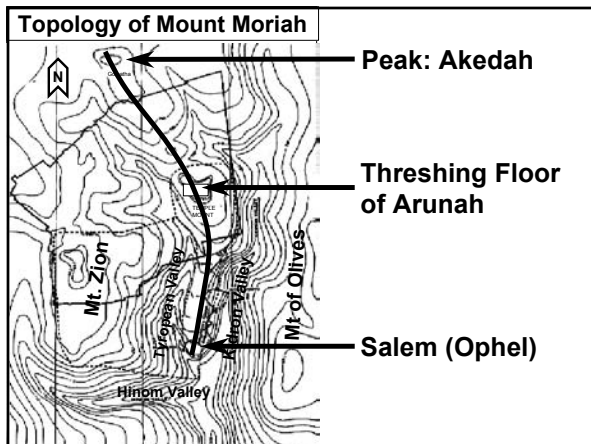 Topology of Mount Moriah
N
Golgotha
Peak: Akedah
TEMPLE
MOUNT
Threshing Floor
of Arunah
Mt. Zion
Tyropean Valley
Kidron Valley
Mt of Olives
Salem (Ophel)
Hinom Valley